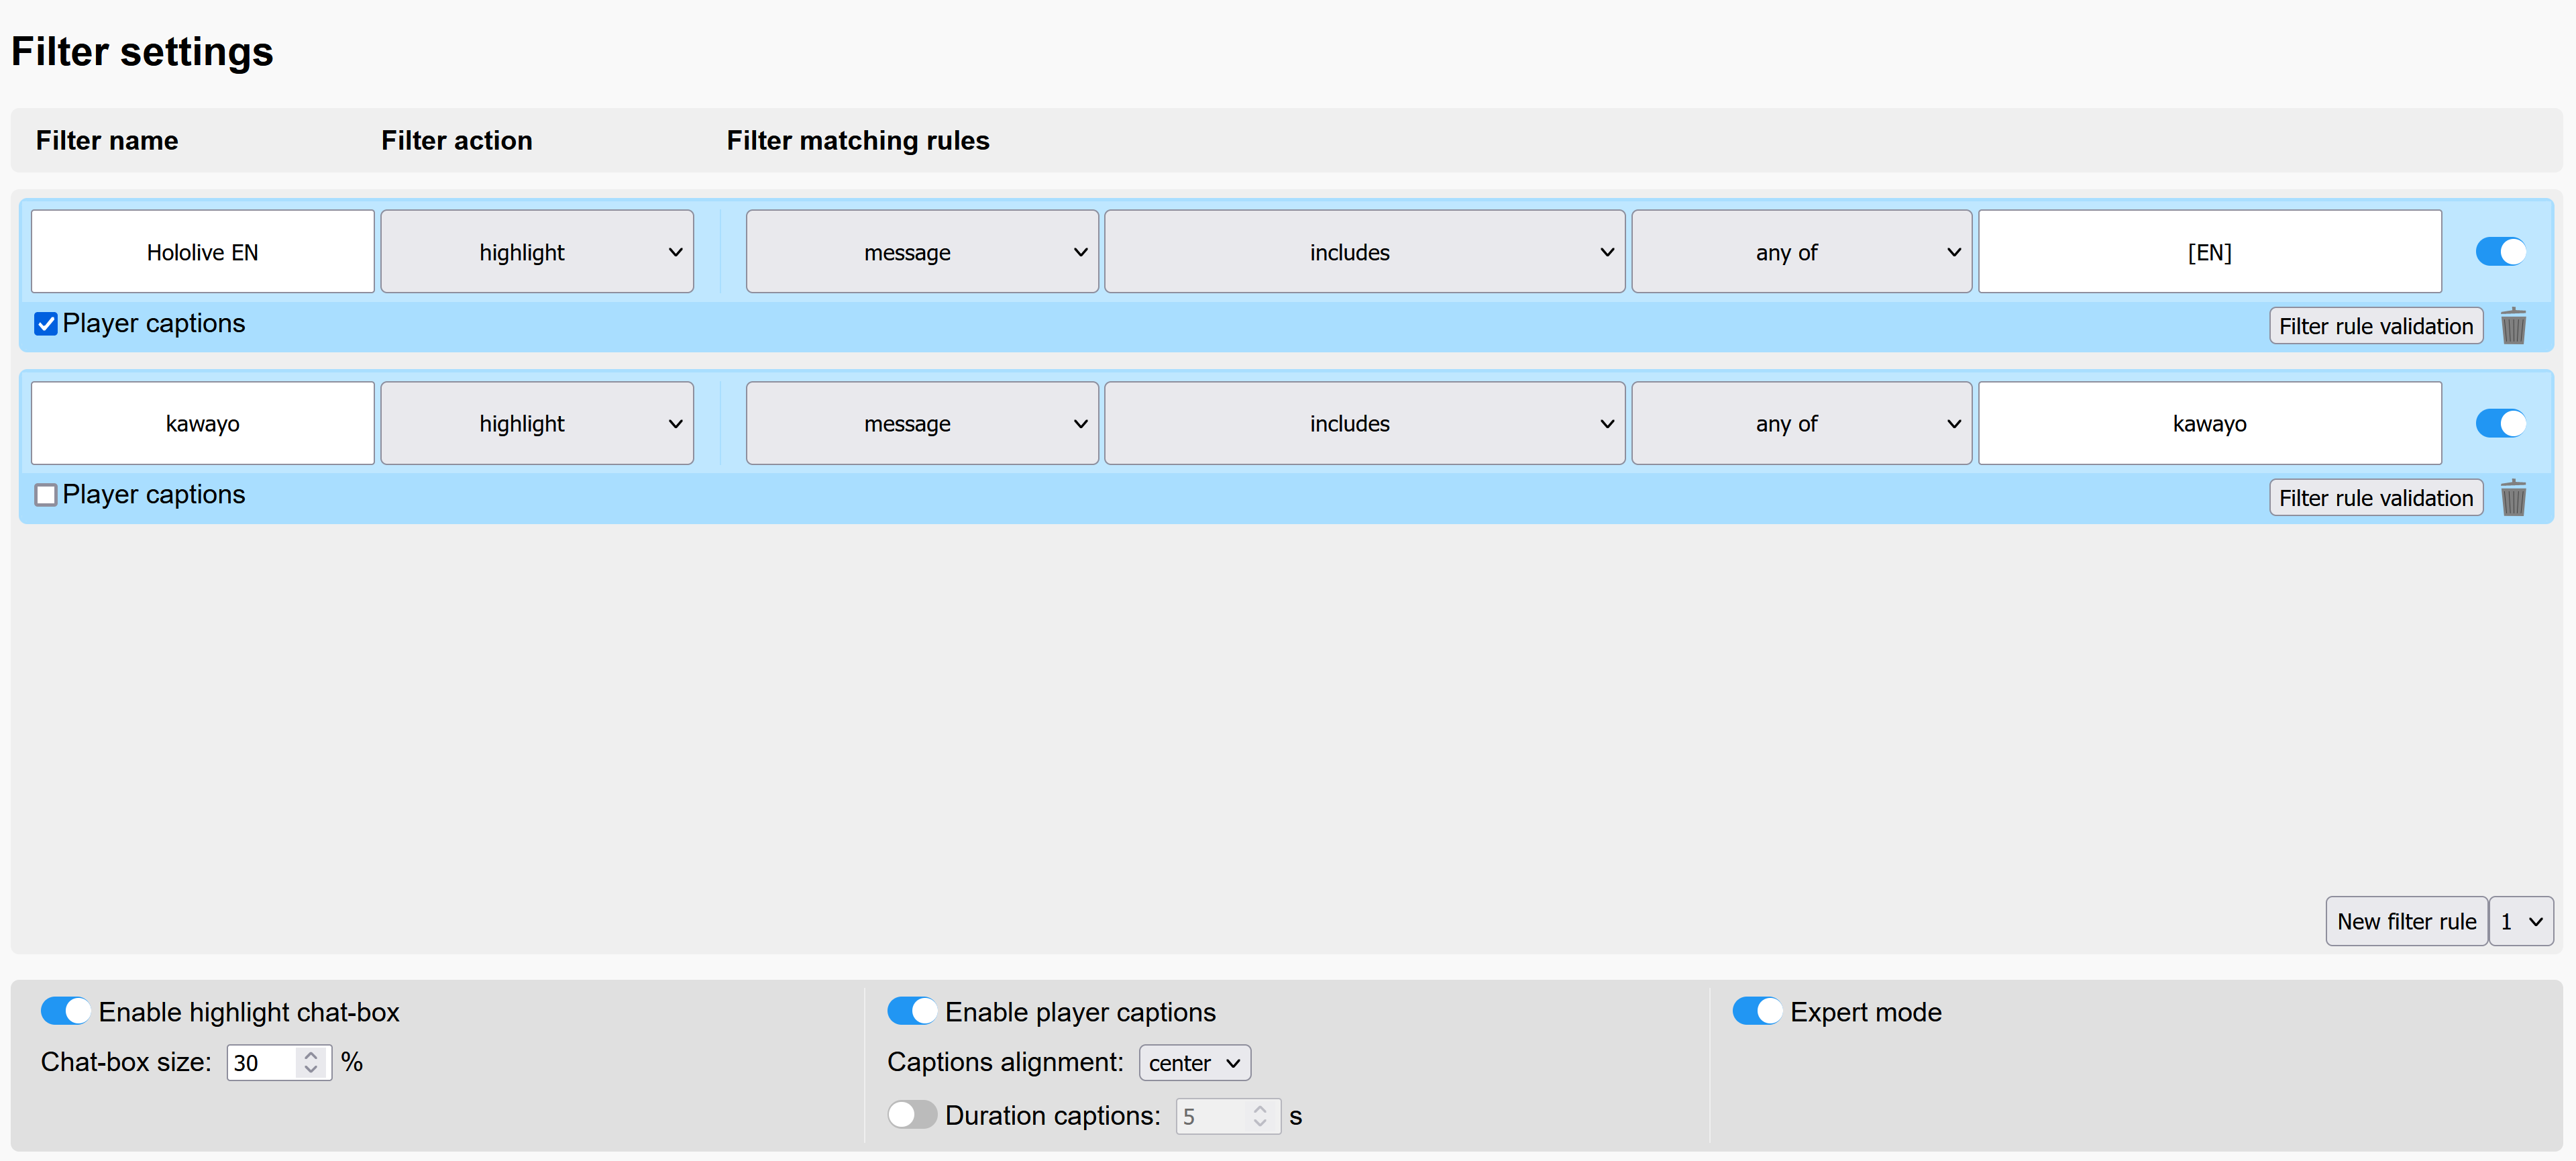 Filter settings
Filter name Filter action Filter matching rules
Hololive EN highlight message includes any of [EN]
Player captions Filter rule validation
kawayo highlight message includes any of kawayo
Player captions Filter rule validation
New filter rule 1
Enable highlight chat-box Enable player captions Expert mode
Chat-box size: 30 % Captions alignment: center
Duration captions: 5 s